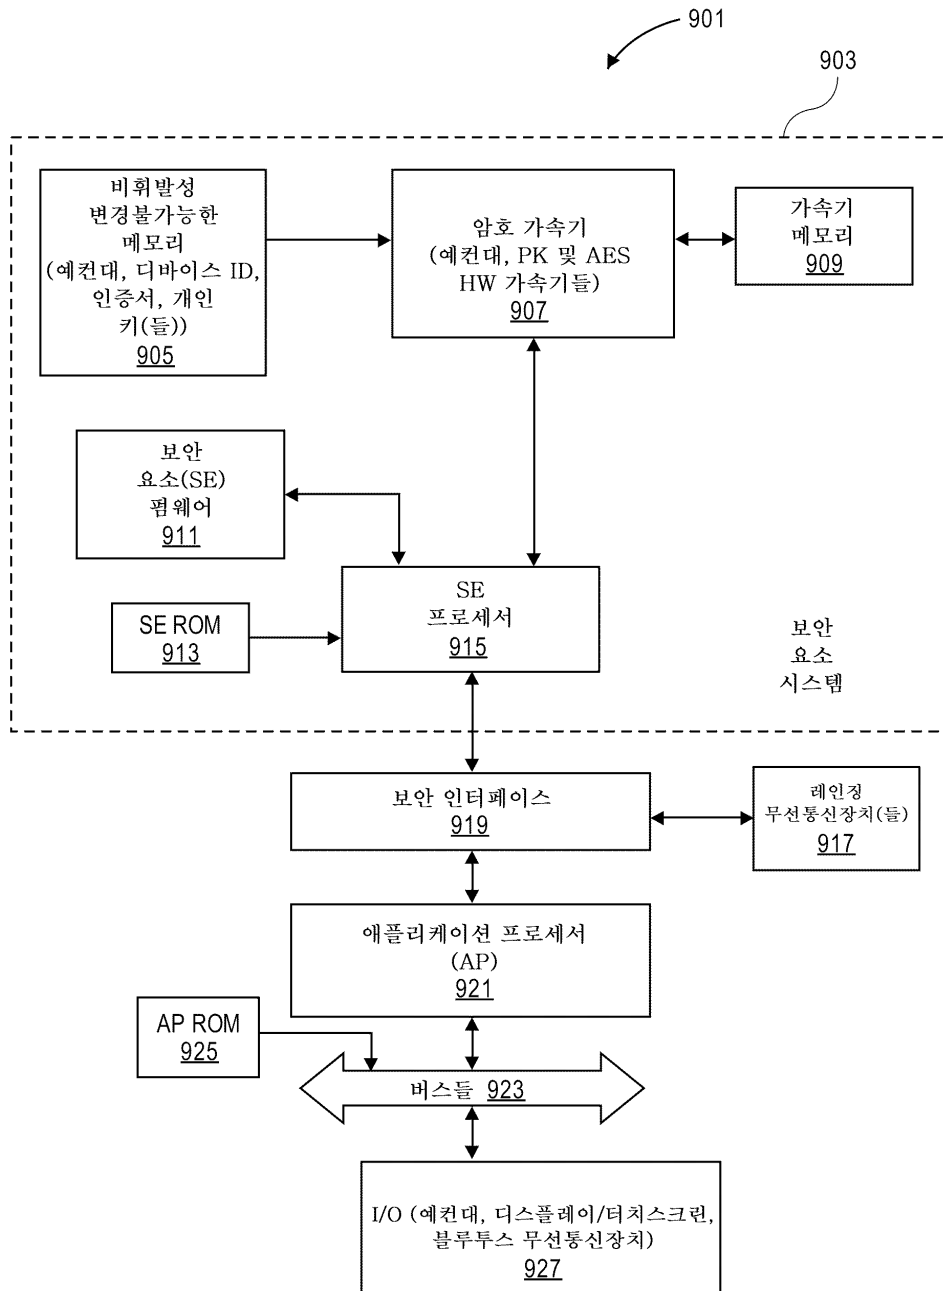 901
903
비휘발성
변경불가능한
메모리
(예컨대, 디바이스 ID,
인증서, 개인
키(들))
905
암호 가속기
(예컨대, PK 및 AES
HW 가속기들)
907
가속기
메모리
909
보안
요소(SE)
펌웨어
911
SE ROM
913
SE
프로세서
915
보안
요소
시스템
보안 인터페이스
919
레인징
무선통신장치(들)
917
애플리케이션 프로세서
(AP)
921
AP ROM
925
버스들 923
I/O (예컨대, 디스플레이/터치스크린,
블루투스 무선통신장치)
927